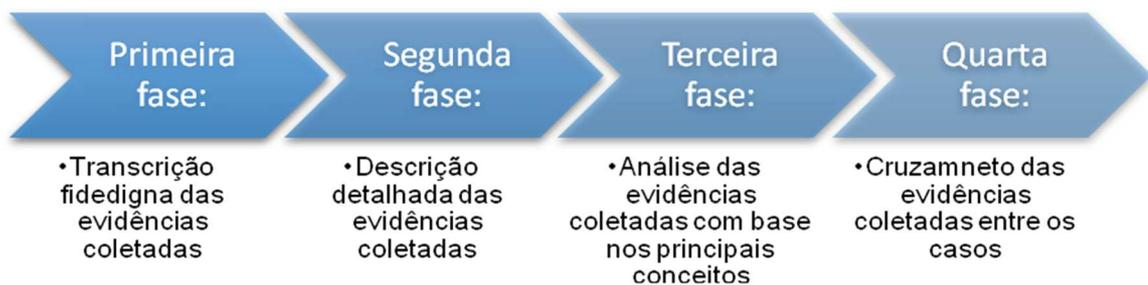 Primeira
fase:
•Transcrição
fidedigna das
evidências
coletadas
Segunda
fase:
•Descrição
detalhada das
evidências
coletadas
Terceira
fase:
•Análise das
evidências
coletadas com base
nos principais
conceitos
Quarta
fase:
•Cruzamneto das
evidências
coletadas entre os
casos